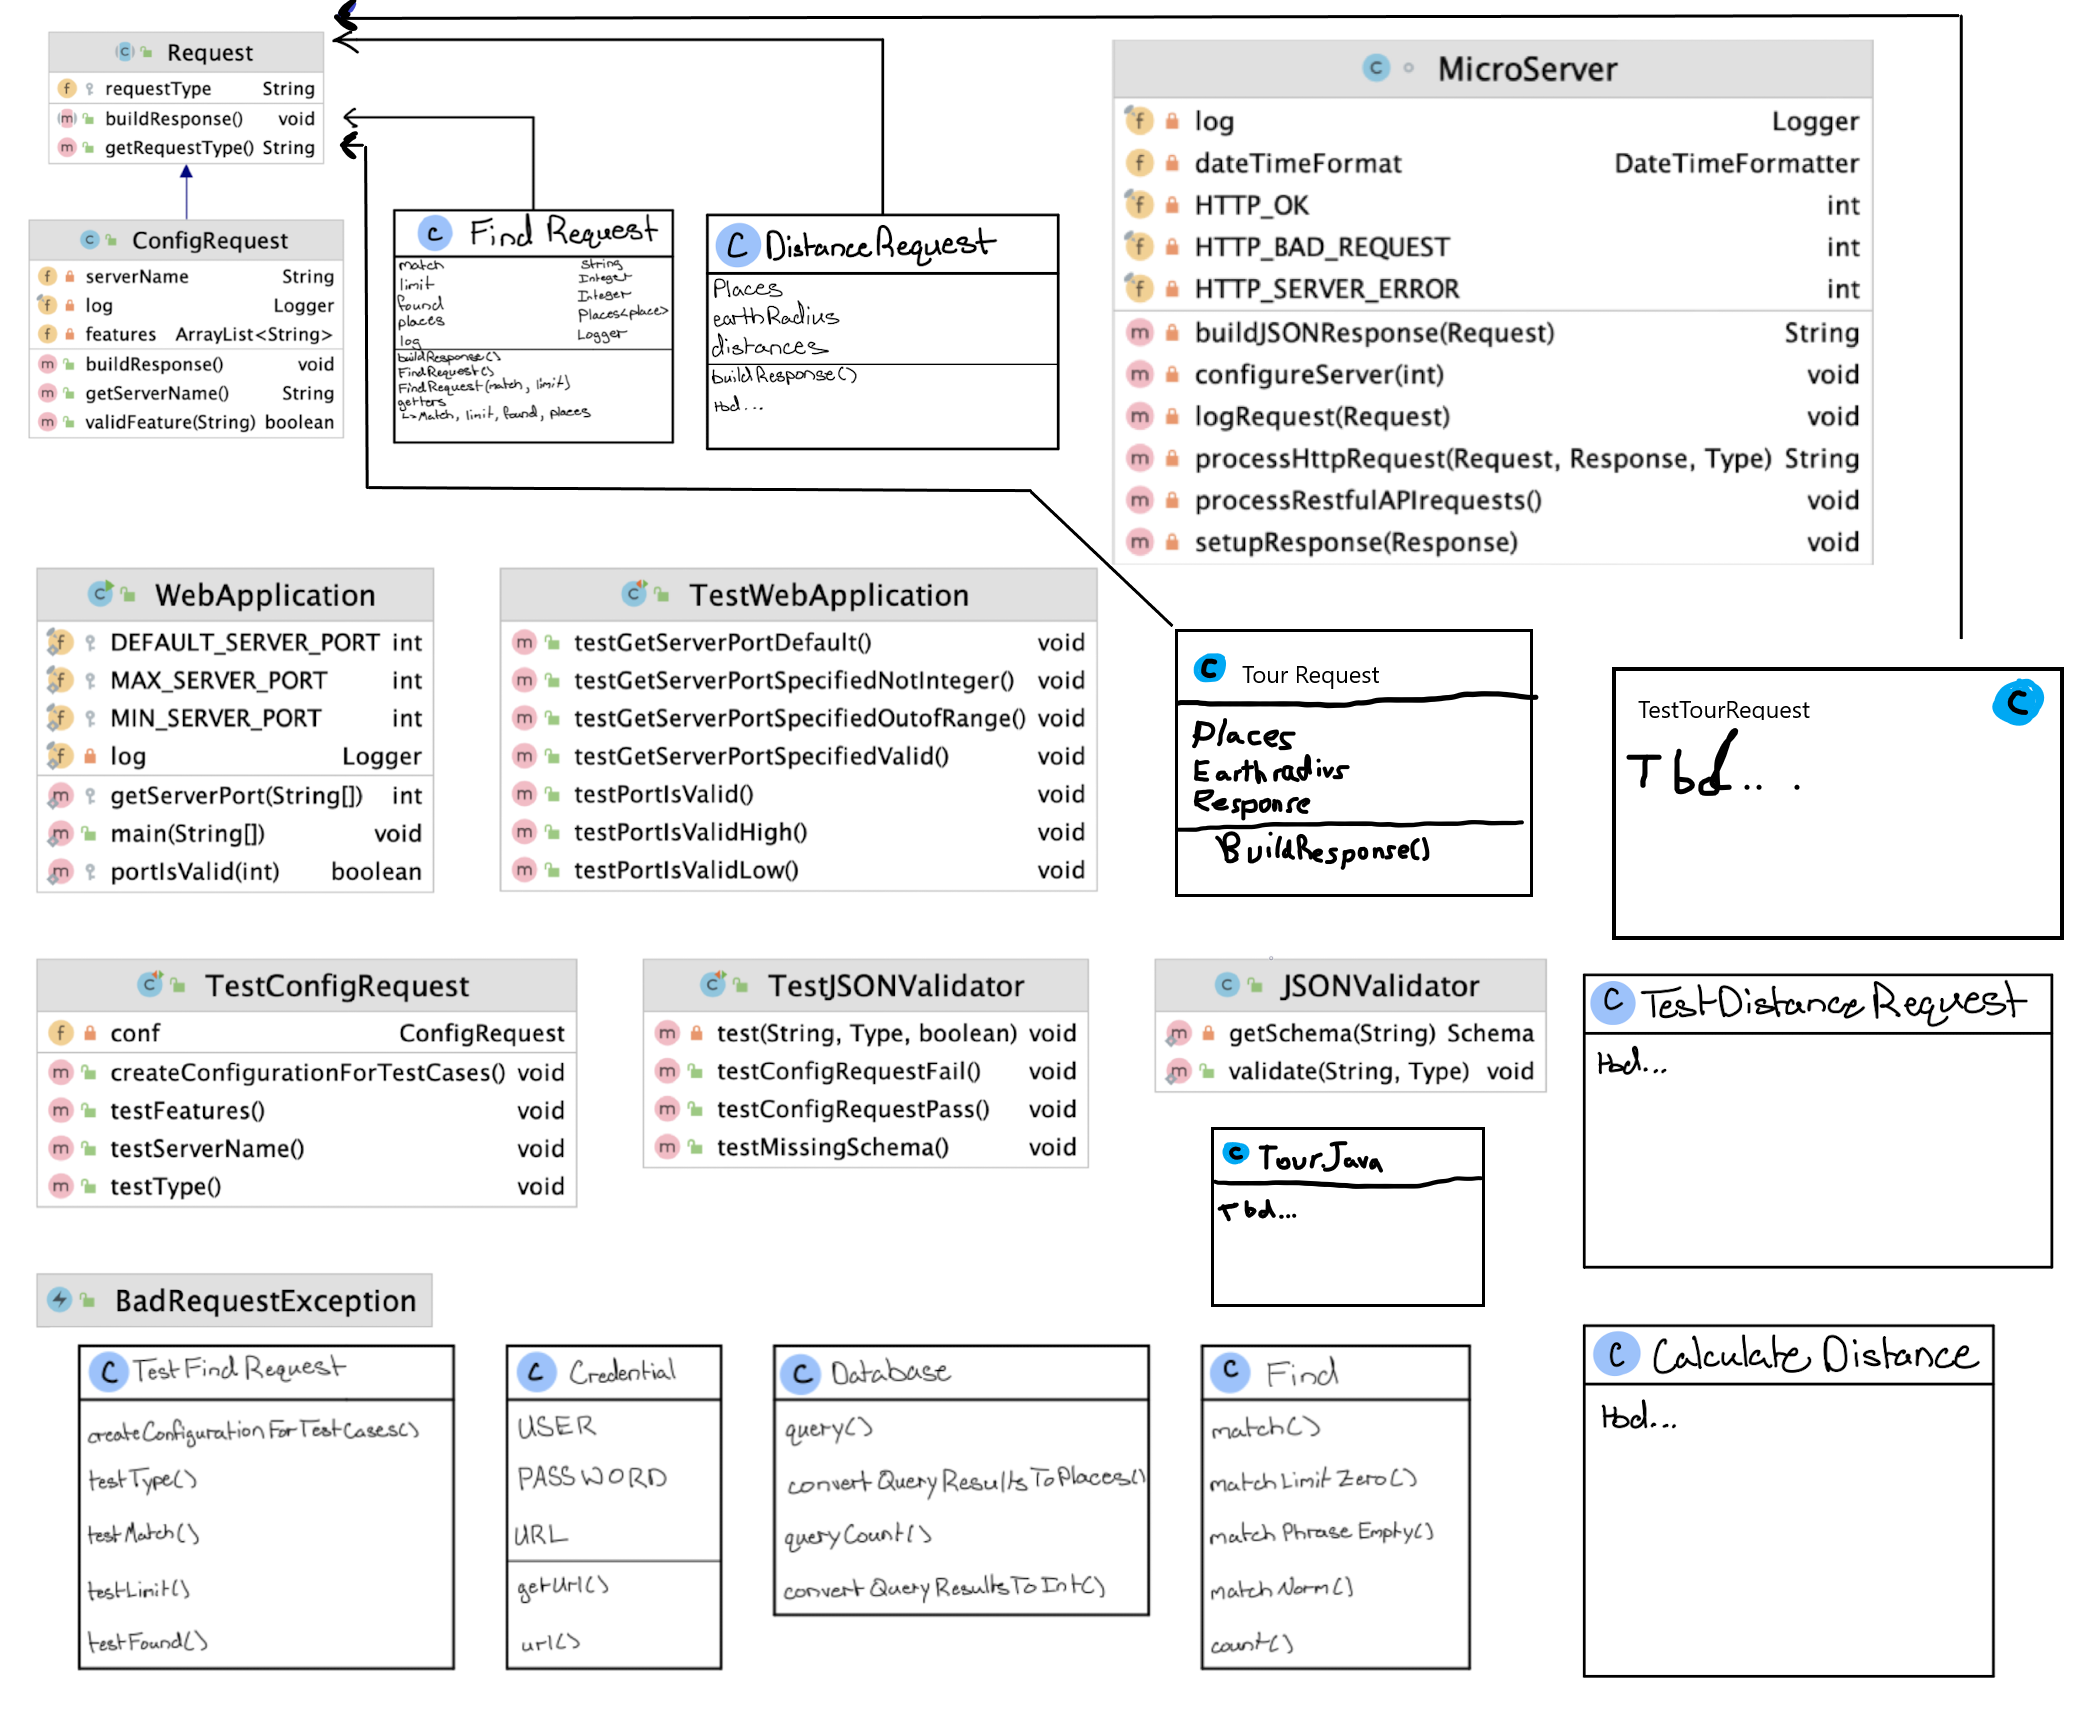 Request
requestType String
buildResponse() void
getRequestType() String
ConfigRequest
serverName String
log Logger
features ArrayList<String>
buildResponse() void
getServerName() String
validFeature(String) boolean
Find Request
match String
limit Integer
found Integer
places Places<place>
log Logger
buildResponse()
FindRequest()
FindRequest(match, limit)
getters
↳ Match, limit, found, places
DistanceRequest
Places
earthRadius
distances
buildResponse()
tbd...
MicroServer
log Logger
dateTimeFormat DateTimeFormatter
HTTP_OK int
HTTP_BAD_REQUEST int
HTTP_SERVER_ERROR int
buildJSONResponse(Request) String
configureServer(int) void
logRequest(Request) void
processHttpRequest(Request, Response, Type) String
processRestfulAPIrequests() void
setupResponse(Response) void
WebApplication
DEFAULT_SERVER_PORT int
MAX_SERVER_PORT int
MIN_SERVER_PORT int
log Logger
getServerPort(String[]) int
main(String[]) void
portIsValid(int) boolean
TestWebApplication
testGetServerPortDefault() void
testGetServerPortSpecifiedNotInteger() void
testGetServerPortSpecifiedOutofRange() void
testGetServerPortSpecifiedValid() void
testPortIsValid() void
testPortIsValidHigh() void
testPortIsValidLow() void
Tour Request
Places
Earthradius
Response
BuildResponse()
TestTourRequest
Tbd...
TestConfigRequest
conf ConfigRequest
createConfigurationForTestCases() void
testFeatures() void
testServerName() void
testType() void
TestJSONValidator
test(String, Type, boolean) void
testConfigRequestFail() void
testConfigRequestPass() void
testMissingSchema() void
JSONValidator
getSchema(String) Schema
validate(String, Type) void
Tour.Java
Tbd...
TestDistanceRequest
tbd...
BadRequestException
TestFindRequest
createConfigurationForTestCases()
testType()
testMatch()
testLimit()
testFound()
Credential
USER
PASSWORD
URL
getUrl()
url()
Database
query()
convertQueryResultsToPlaces()
queryCount()
convertQueryResultsToInt()
Find
match()
matchLimitZero()
matchPhraseEmpty()
matchNorm()
count()
Calculate Distance
tbd...